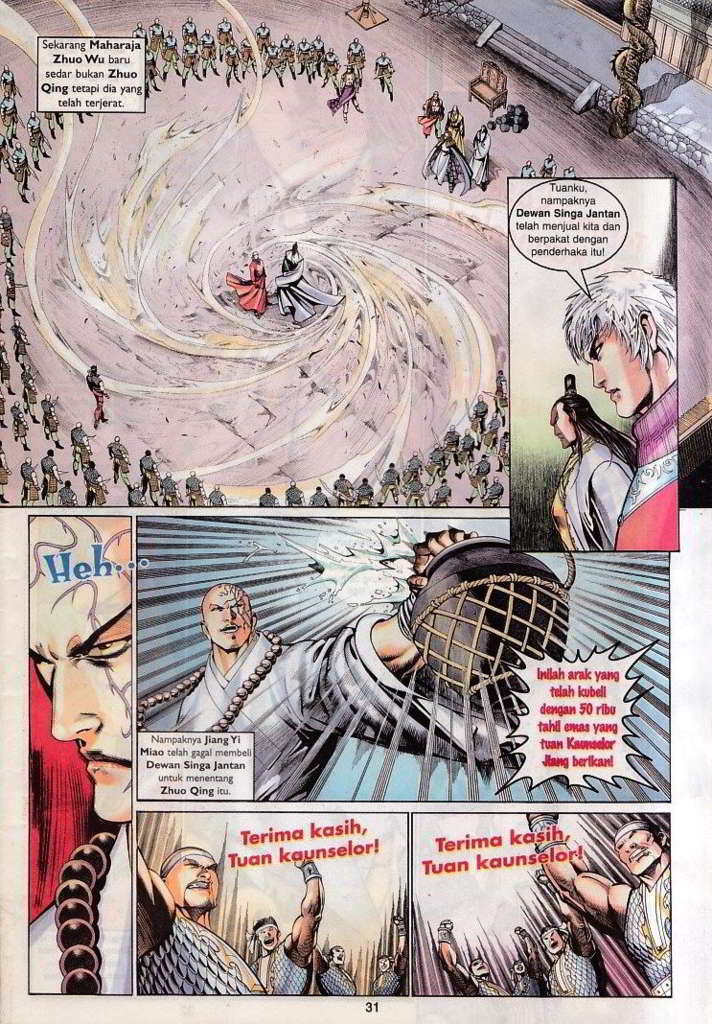 Sekarang Maharaja
Zhuo Wu baru
sedar bukan Zhuo
Qing tetapi dia yang
telah terjerat.
Tuanku,
nampaknya
Dewan Singa Jantan
telah menjual kita dan
berpakat dengan
penderhaka itu!
Heh...
Inilah arak yang
telah kubeli
dengan 50 ribu
tahil emas yang
tuan Kaunselor
Jiang berikan!
Nampaknya Jiang Yi
Miao telah gagal membeli
Dewan Singa Jantan
untuk menentang
Zhuo Qing itu.
Terima kasih,
Tuan kaunselor!
Terima kasih,
Tuan kaunselor!
31